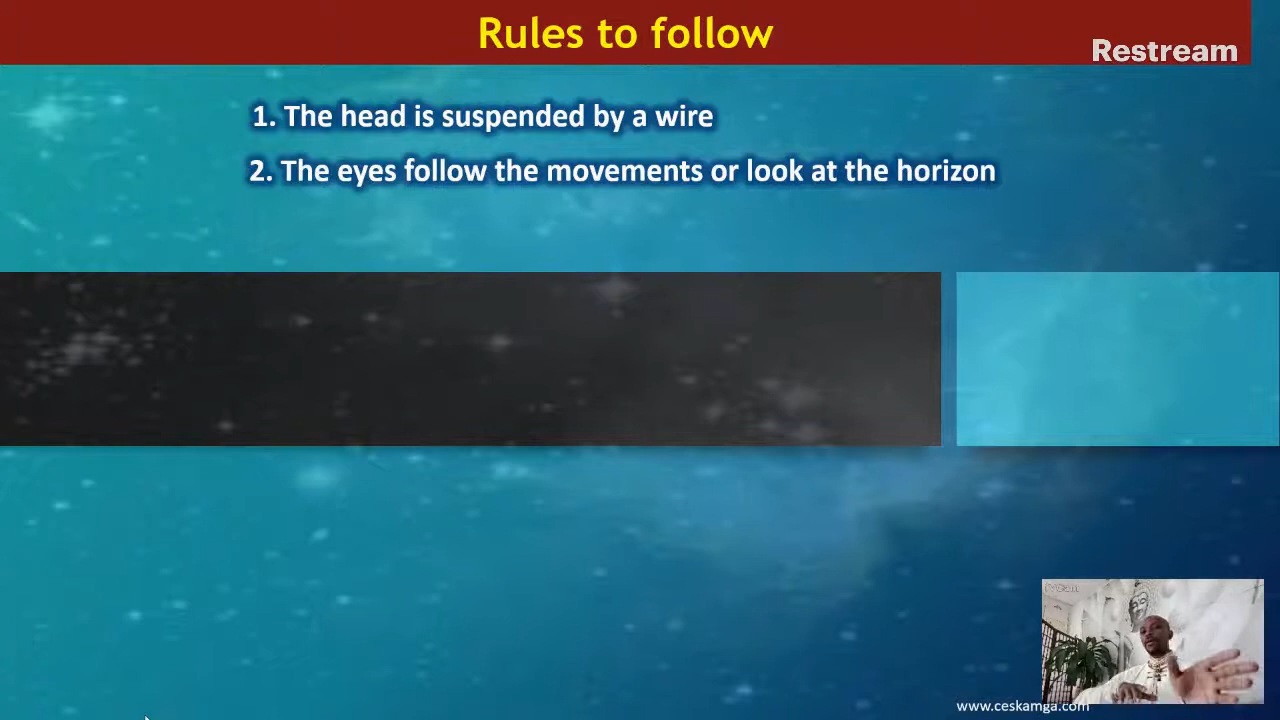 Rules to follow
Restream
1. The head is suspended by a wire
2. The eyes follow the movements or look at the horizon
www.ceskamga.com